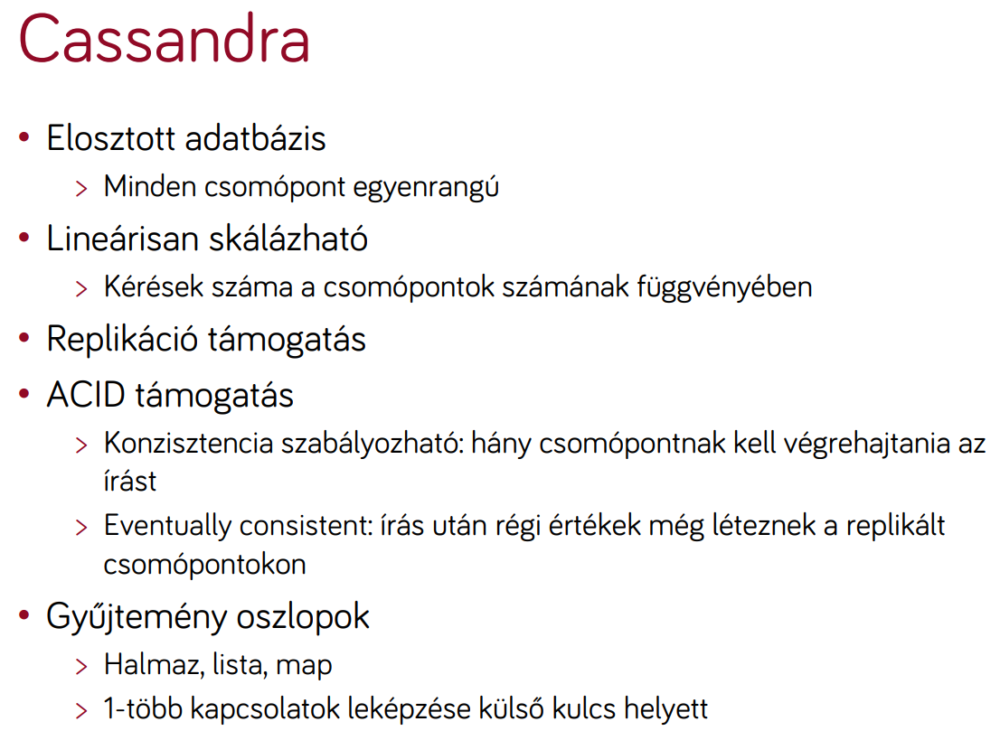 Cassandra
• Elosztott adatbázis
> Minden csomópont egyenrangú
• Lineárisan skálázható
> Kérések száma a csomópontok számának függvényében
• Replikáció támogatás
• ACID támogatás
> Konzisztencia szabályozható: hány csomópontnak kell végrehajtania az
írást
> Eventually consistent: írás után régi értékek még léteznek a replikált
csomópontokon
• Gyűjtemény oszlopok
> Halmaz, lista, map
> 1-több kapcsolatok leképzése külső kulcs helyett